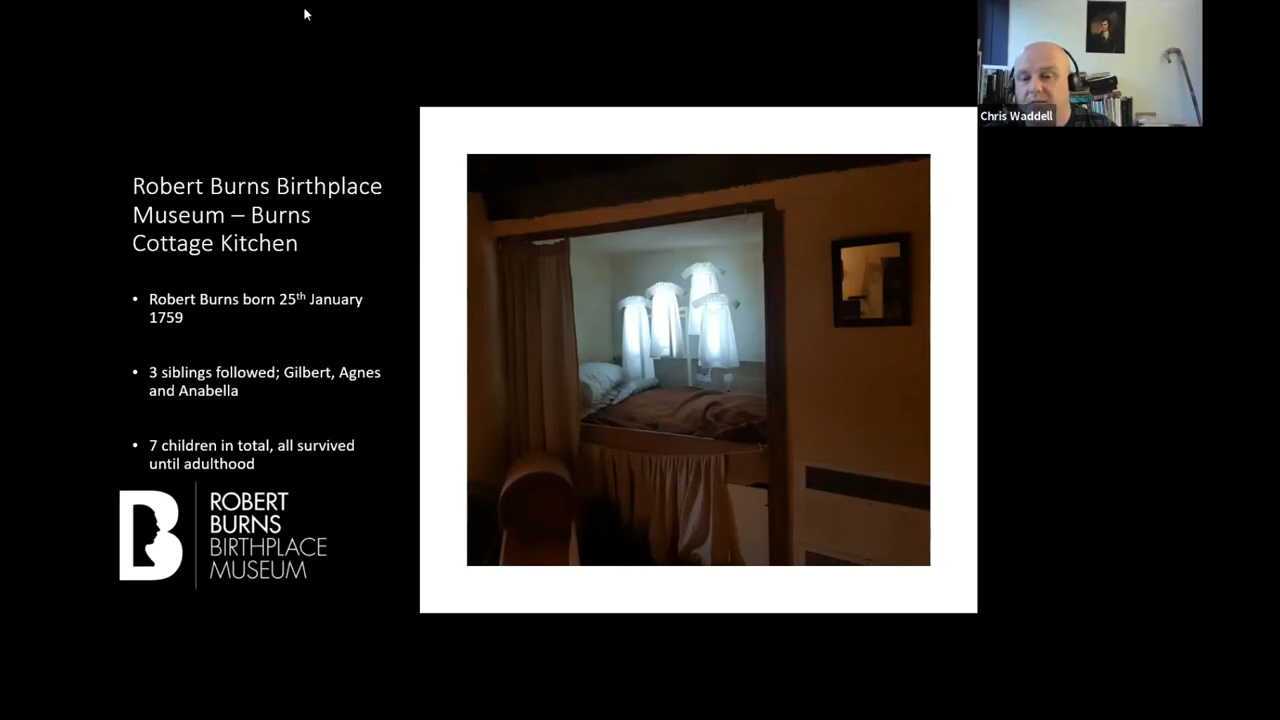 Chris Waddell
Robert Burns Birthplace
Museum – Burns
Cottage Kitchen
• Robert Burns born 25th January
1759
• 3 siblings followed; Gilbert, Agnes
and Anabella
• 7 children in total, all survived
until adulthood
B
ROBERT
BURNS
BIRTHPLACE
MUSEUM